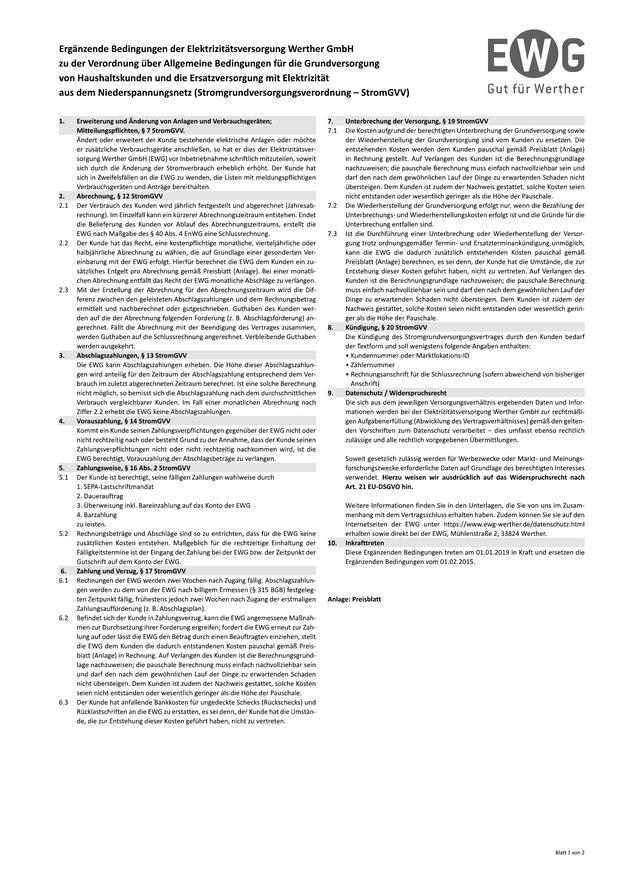 Ergänzende Bedingungen der Elektrizitätsversorgung Werther GmbH
zu der Verordnung über Allgemeine Bedingungen für die Grundversorgung
von Haushaltskunden und die Ersatzversorgung mit Elektrizität
aus dem Niederspannungsnetz (Stromgrundversorgungsverordnung – StromGVV)
EWG
Gut für Werther
1. Erweiterung und Änderung von Anlagen und Verbrauchsgeräten;
Mitteilungspflichten, § 7 StromGVV.
Ändert oder erweitert der Kunde bestehende elektrische Anlagen oder möchte
er zusätzliche Verbrauchsgeräte anschließen, so hat er dies der Elektrizitätsver-
sorgung Werther GmbH (EWG) vor Inbetriebnahme schriftlich mitzuteilen, soweit
sich durch die Änderung der Stromverbrauch erheblich erhöht. Der Kunde hat
sich in Zweifelsfällen an die EWG zu wenden, die Listen mit meldungspflichtigen
Verbrauchsgeräten und Anträge bereithalten.
2. Abrechnung, § 12 StromGVV
2.1 Der Verbrauch des Kunden wird jährlich festgestellt und abgerechnet (Jahresab-
rechnung). Im Einzelfall kann ein kürzerer Abrechnungszeitraum entstehen. Endet
die Belieferung des Kunden vor Ablauf des Abrechnungszeitraums, erstellt die
EWG nach Maßgabe des § 40 Abs. 4 EnWG eine Schlussrechnung.
2.2 Der Kunde hat das Recht, eine kostenpflichtige monatliche, vierteljährliche oder
halbjährliche Abrechnung zu wählen, die auf Grundlage einer gesonderten Ver-
einbarung mit der EWG erfolgt. Hierfür berechnet die EWG dem Kunden ein zu-
sätzliches Entgelt pro Abrechnung gemäß Preisblatt (Anlage). Bei einer monatli-
chen Abrechnung entfällt das Recht der EWG monatliche Abschläge zu verlangen.
2.3 Mit der Erstellung der Abrechnung für den Abrechnungszeitraum wird die Dif-
ferenz zwischen den geleisteten Abschlagszahlungen und dem Rechnungsbetrag
ermittelt und nachberechnet oder gutgeschrieben. Guthaben des Kunden wer-
den auf die der Abrechnung folgenden Forderung (z. B. Abschlagsforderung) an-
gerechnet. Fällt die Abrechnung mit der Beendigung des Vertrages zusammen,
werden Guthaben auf die Schlussrechnung angerechnet. Verbleibende Guthaben
werden ausgekehrt.
3. Abschlagszahlungen, § 13 StromGVV
Die EWG kann Abschlagszahlungen erheben. Die Höhe dieser Abschlagszahlun-
gen wird anteilig für den Zeitraum der Abschlagszahlung entsprechend dem Ver-
brauch im zuletzt abgerechneten Zeitraum berechnet. Ist eine solche Berechnung
nicht möglich, so bemisst sich die Abschlagszahlung nach dem durchschnittlichen
Verbrauch vergleichbarer Kunden. Im Fall einer monatlichen Abrechnung nach
Ziffer 2.2 erhebt die EWG keine Abschlagszahlungen.
4. Vorauszahlung, § 14 StromGVV
Kommt ein Kunde seinen Zahlungsverpflichtungen gegenüber der EWG nicht oder
nicht rechtzeitig nach oder besteht Grund zu der Annahme, dass der Kunde seinen
Zahlungsverpflichtungen nicht oder nicht rechtzeitig nachkommen wird, ist die
EWG berechtigt, Vorauszahlung der Abschlagsbeträge zu verlangen.
5. Zahlungsweise, § 16 Abs. 2 StromGVV
5.1 Der Kunde ist berechtigt, seine fälligen Zahlungen wahlweise durch
1. SEPA-Lastschriftmandat
2. Dauerauftrag
3. Überweisung inkl. Bareinzahlung auf das Konto der EWG
4. Barzahlung
zu leisten.
5.2 Rechnungsbeträge und Abschläge sind so zu entrichten, dass für die EWG keine
zusätzlichen Kosten entstehen. Maßgeblich für die rechtzeitige Einhaltung der
Fälligkeitstermine ist der Eingang der Zahlung bei der EWG bzw. der Zeitpunkt der
Gutschrift auf dem Konto der EWG.
6. Zahlung und Verzug, § 17 StromGVV
6.1 Rechnungen der EWG werden zwei Wochen nach Zugang fällig. Abschlagszahlun-
gen werden zu dem von der EWG nach billigem Ermessen (§ 315 BGB) festgeleg-
ten Zeitpunkt fällig, frühestens jedoch zwei Wochen nach Zugang der erstmaligen
Zahlungsaufforderung (z. B. Abschlagsplan).
6.2 Befindet sich der Kunde in Zahlungsverzug, kann die EWG angemessene Maßnah-
men zur Durchsetzung ihrer Forderung ergreifen; fordert die EWG erneut zur Zah-
lung auf oder lässt die EWG den Betrag durch einen Beauftragten einziehen, stellt
die EWG dem Kunden die dadurch entstandenen Kosten pauschal gemäß Preis-
blatt (Anlage) in Rechnung. Auf Verlangen des Kunden ist die Berechnungsgrund-
lage nachzuweisen; die pauschale Berechnung muss einfach nachvollziehbar sein
und darf den nach dem gewöhnlichen Lauf der Dinge zu erwartenden Schaden
nicht übersteigen. Dem Kunden ist zudem der Nachweis gestattet, solche Kosten
seien nicht entstanden oder wesentlich geringer als die Höhe der Pauschale.
6.3 Der Kunde hat anfallende Bankkosten für ungedeckte Schecks (Rückschecks) und
Rücklastschriften an die EWG zu erstatten, es sei denn, der Kunde hat die Umstän-
de, die zur Entstehung dieser Kosten geführt haben, nicht zu vertreten.
7. Unterbrechung der Versorgung, § 19 StromGVV
7.1 Die Kosten aufgrund der berechtigten Unterbrechung der Grundversorgung sowie
der Wiederherstellung der Grundversorgung sind vom Kunden zu ersetzen. Die
entstehenden Kosten werden dem Kunden pauschal gemäß Preisblatt (Anlage)
in Rechnung gestellt. Auf Verlangen des Kunden ist die Berechnungsgrundlage
nachzuweisen; die pauschale Berechnung muss einfach nachvollziehbar sein und
darf den nach dem gewöhnlichen Lauf der Dinge zu erwartenden Schaden nicht
übersteigen. Dem Kunden ist zudem der Nachweis gestattet, solche Kosten seien
nicht entstanden oder wesentlich geringer als die Höhe der Pauschale.
7.2 Die Wiederherstellung der Grundversorgung erfolgt nur, wenn die Bezahlung der
Unterbrechungs- und Wiederherstellungskosten erfolgt ist und die Gründe für die
Unterbrechung entfallen sind.
7.3 Ist die Durchführung einer Unterbrechung oder Wiederherstellung der Versor-
gung trotz ordnungsgemäßer Termin- und Ersatzterminankündigung unmöglich,
kann die EWG die dadurch zusätzlich entstehenden Kosten pauschal gemäß
Preisblatt (Anlage) berechnen, es sei denn, der Kunde hat die Umstände, die zur
Entstehung dieser Kosten geführt haben, nicht zu vertreten. Auf Verlangen des
Kunden ist die Berechnungsgrundlage nachzuweisen; die pauschale Berechnung
muss einfach nachvollziehbar sein und darf den nach dem gewöhnlichen Lauf der
Dinge zu erwartenden Schaden nicht übersteigen. Dem Kunden ist zudem der
Nachweis gestattet, solche Kosten seien nicht entstanden oder wesentlich gerin-
ger als die Höhe der Pauschale.
8. Kündigung, § 20 StromGVV
Die Kündigung des Stromgrundversorgungsvertrages durch den Kunden bedarf
der Textform und soll wenigstens folgende Angaben enthalten:
• Kundennummer oder Marktlokations-ID
• Zählernummer
• Rechnungsanschrift für die Schlussrechnung (sofern abweichend von bisheriger
Anschrift)
9. Datenschutz / Widerspruchsrecht
Die sich aus dem jeweiligen Versorgungsverhältnis ergebenden Daten und Infor-
mationen werden bei der Elektrizitätsversorgung Werther GmbH zur rechtmäßi-
gen Aufgabenerfüllung (Abwicklung des Vertragsverhältnisses) gemäß den gelten-
den Vorschriften zum Datenschutz verarbeitet – das umfasst ebenso rechtlich
zulässige und alle rechtlich vorgegebenen Übermittlungen.
Soweit gesetzlich zulässig werden für Werbezwecke oder Markt- und Meinungs-
forschungszwecke erforderliche Daten auf Grundlage des berechtigten Interesses
verwendet. Hierzu weisen wir ausdrücklich auf das Widerspruchsrecht nach
Art. 21 EU-DSGVO hin.
Weitere Informationen finden Sie in den Unterlagen, die Sie von uns im Zusam-
menhang mit dem Vertragsschluss erhalten haben. Zudem können Sie sie auf den
Internetseiten der EWG unter https://www.ewg-werther.de/datenschutz.html
erhalten sowie direkt bei der EWG, Mühlenstraße 2, 33824 Werther.
10. Inkrafttreten
Diese Ergänzenden Bedingungen treten am 01.01.2019 in Kraft und ersetzen die
Ergänzenden Bedingungen vom 01.02.2015.
Anlage: Preisblatt
Blatt 1 von 2